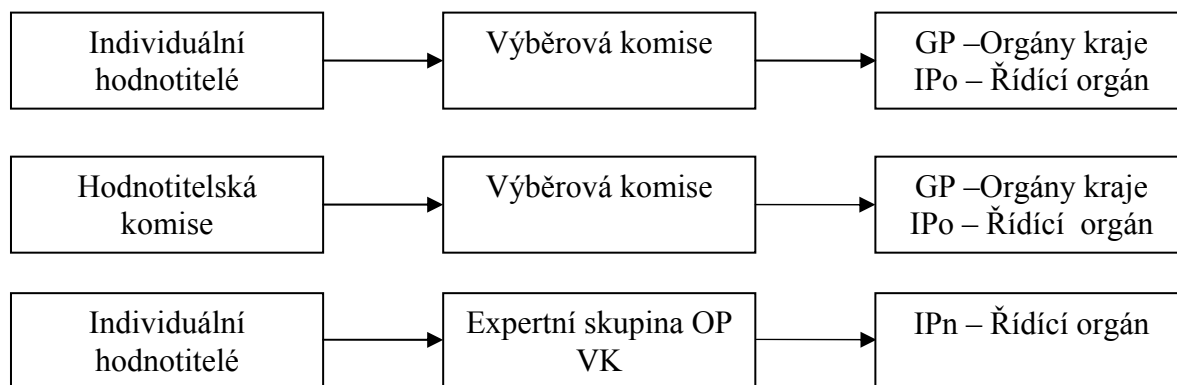 Individuální
hodnotitelé
Výběrová komise
GP –Orgány kraje
IPo – Řídící orgán
Hodnotitelská
komise
Výběrová komise
GP –Orgány kraje
IPo – Řídící orgán
Individuální
hodnotitelé
Expertní skupina OP
VK
IPn – Řídící orgán